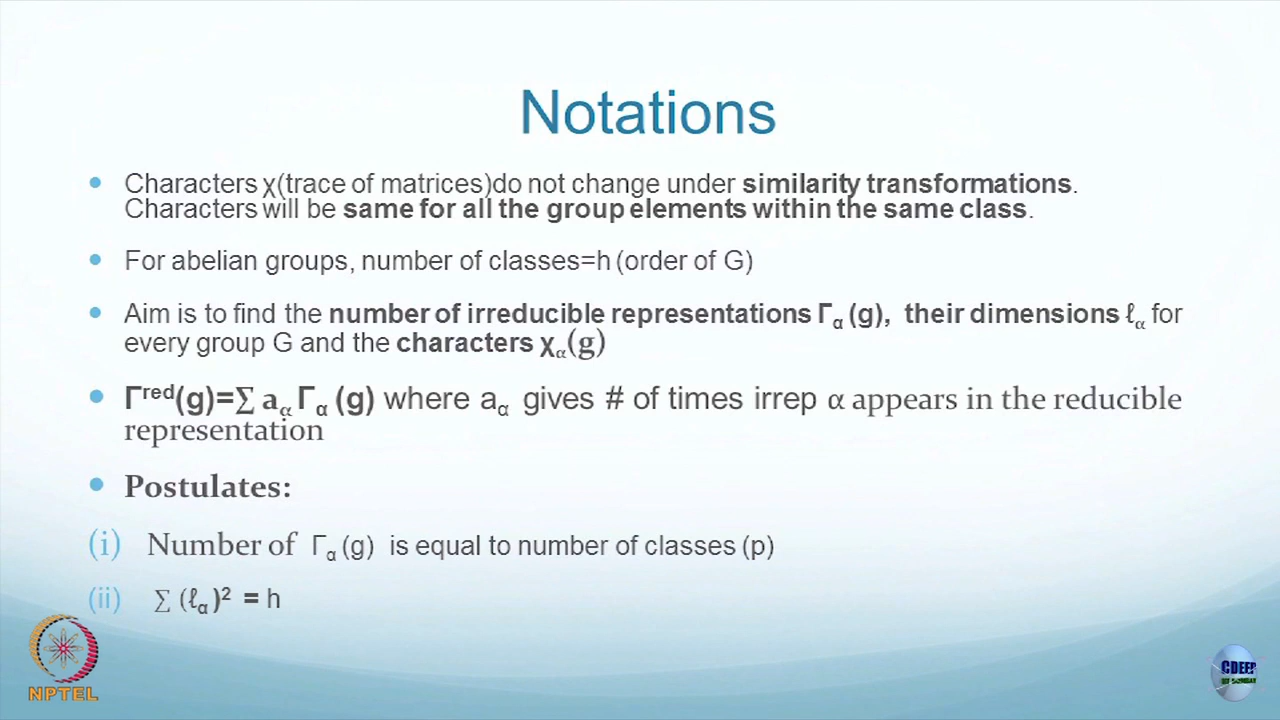 Notations
• Characters χ(trace of matrices)do not change under similarity transformations.
Characters will be same for all the group elements within the same class.
• For abelian groups, number of classes=h (order of G)
• Aim is to find the number of irreducible representations Γα (g), their dimensions ℓα for
every group G and the characters χα(g)
• Γred(g)=∑ aα Γα (g) where aα gives # of times irrep α appears in the reducible
representation
• Postulates:
(i) Number of Γα (g) is equal to number of classes (p)
(ii) ∑ (ℓα)² = h
NPTEL
CDEEP
IIT BOMBAY